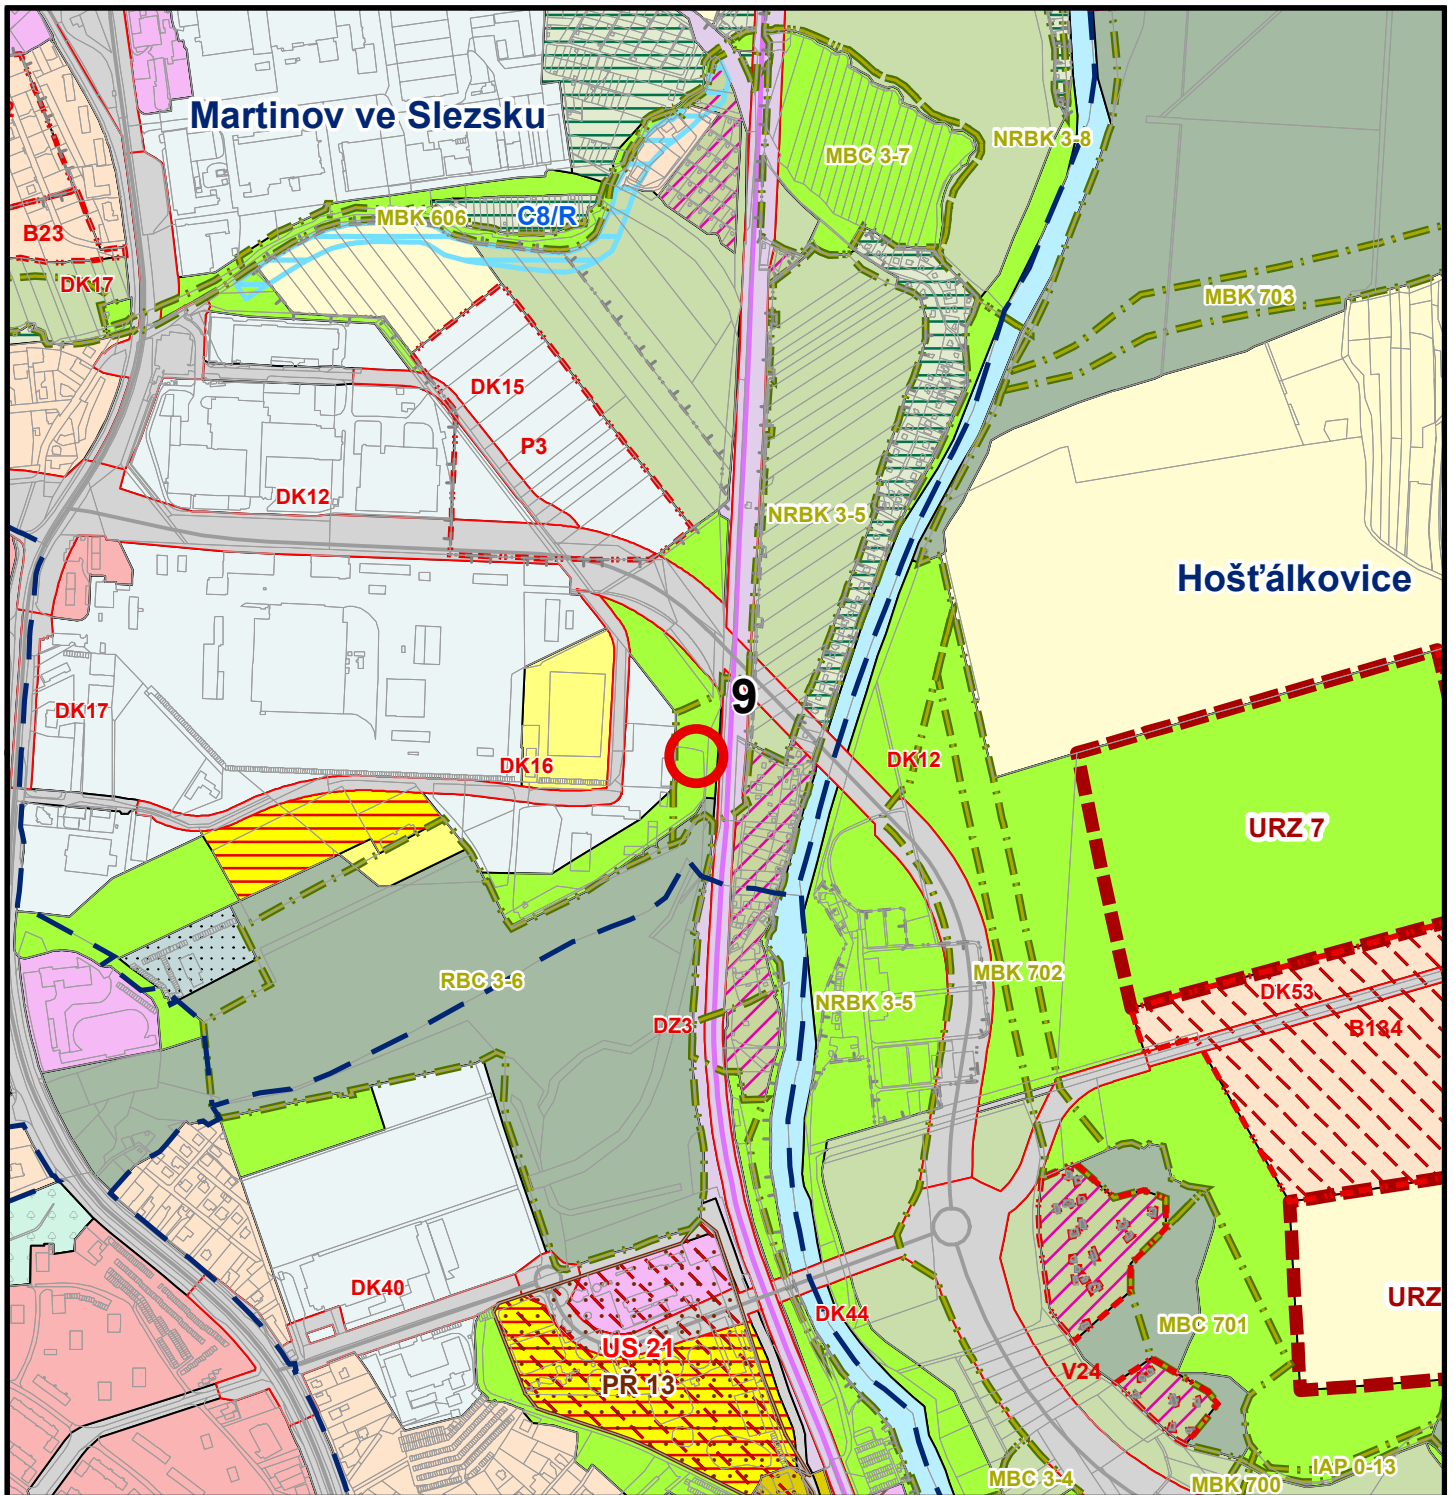 Martinov ve Slezsku
NRBK 3-8
MBC 3-7
MBK 606
C8/R
B23
DK17
MBK 703
DK15
P3
DK12
NRBK 3-5
Hošťálkovice
9
DK17
DK16
DK12
URZ 7
RBC 3-6
MBK 702
DK53
NRBK 3-5
DZ3
B134
DK40
DK44
URZ
MBC 701
US 21
V24
PŘ 13
IAP 0-13
MBC 3-4
MBK 700